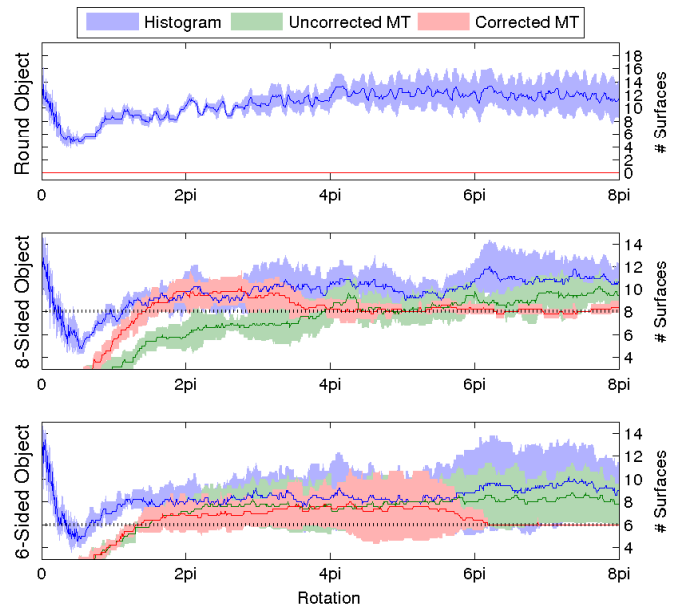 Histogram Uncorrected MT Corrected MT
Round Object
18
16
14
12
10
8
6
4
2
0
# Surfaces
0 2pi 4pi 6pi 8pi
8-Sided Object
14
12
10
8
6
4
# Surfaces
0 2pi 4pi 6pi 8pi
6-Sided Object
14
12
10
8
6
4
# Surfaces
0 2pi 4pi 6pi 8pi
Rotation